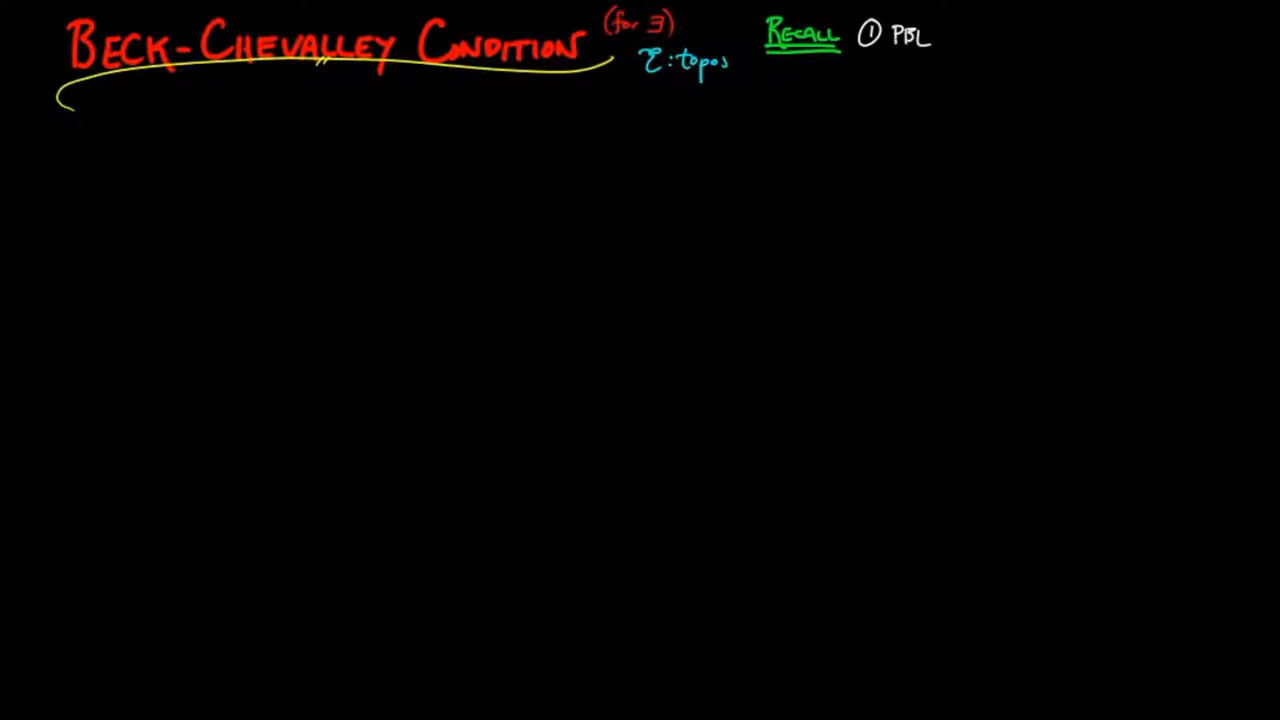 BECK-CHEVALLEY CONDITION (for ∃)
ℰ: topos
RECALL ① PBL